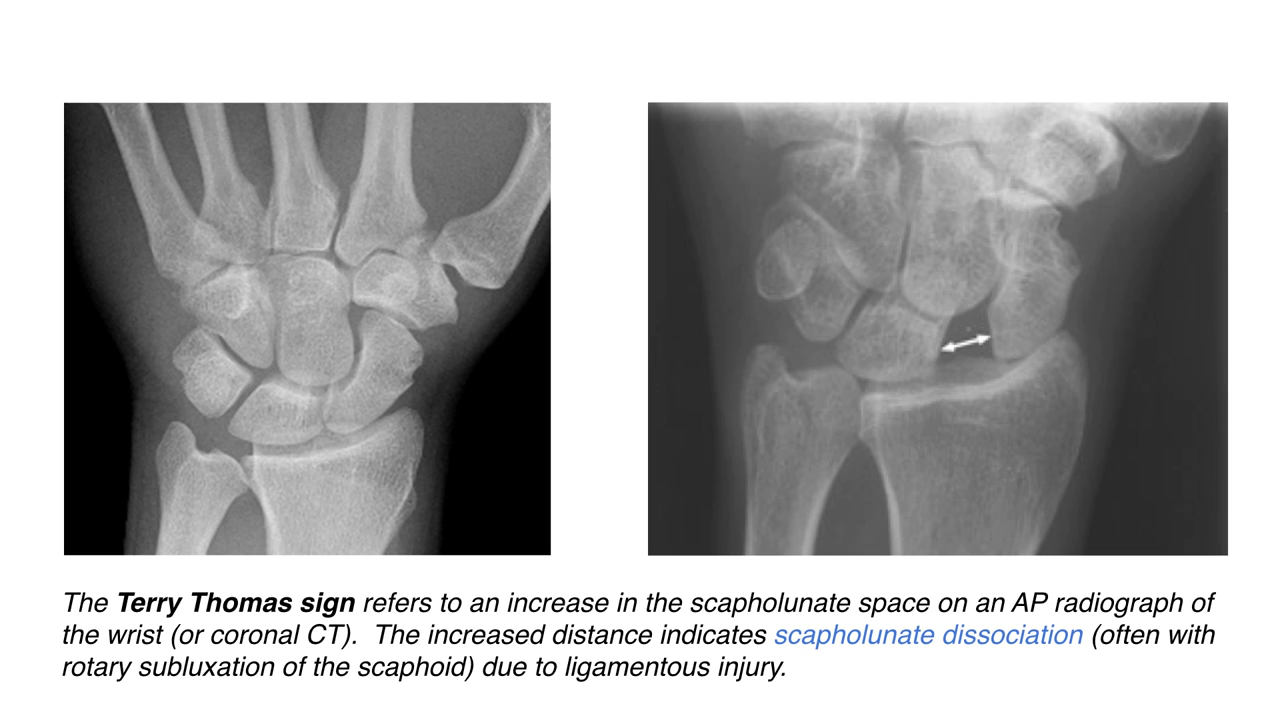 The Terry Thomas sign refers to an increase in the scapholunate space on an AP radiograph of
the wrist (or coronal CT).  The increased distance indicates scapholunate dissociation (often with
rotary subluxation of the scaphoid) due to ligamentous injury.